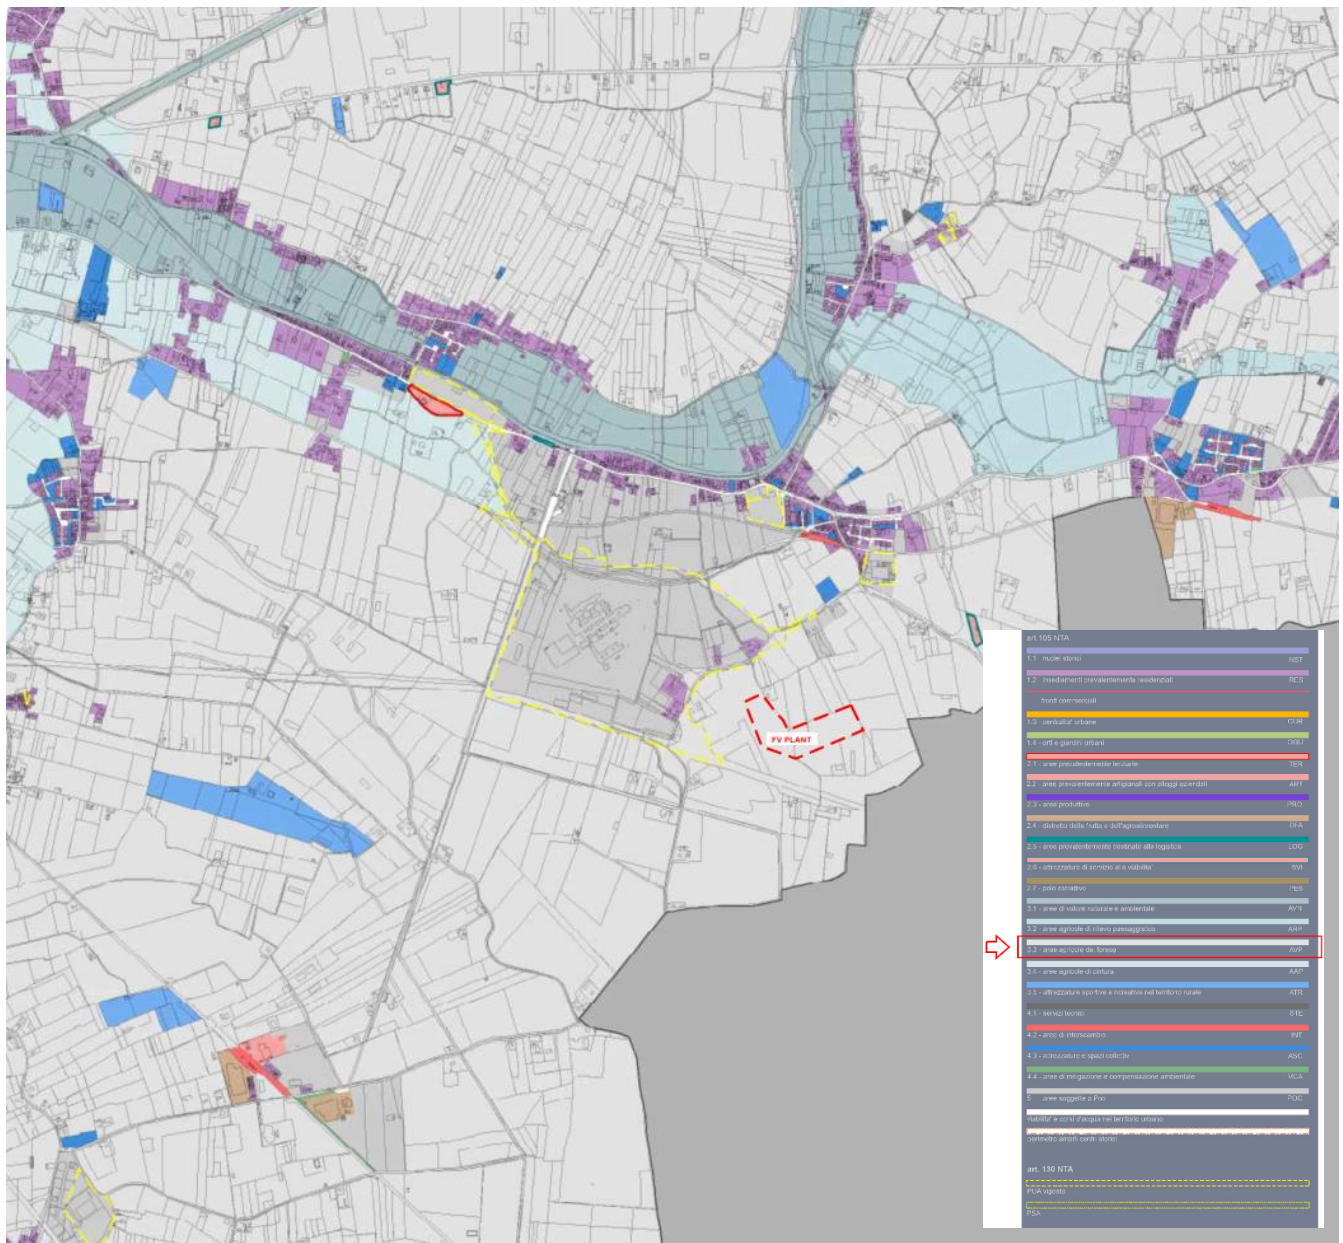 FV PLANT
art.105 NTA
1.1 nuclei storici NST
1.2 insediamenti prevalentemente residenziali RES
fronti commerciali
1.3 - centralita' urbane CUR
1.4 - orti e giardini urbani OGU
2.1 - aree prevalentemente terziarie TER
2.2 - aree prevalentemente artigianali con alloggi aziendali ART
2.3 - aree produttive PRO
2.4 - distretto della frutta e dell'agroalimentare DFA
2.5 - aree prevalentemente destinate alla logistica LOG
2.6 - attrezzature di servizio alla viabilita' SVI
2.7 - polo estrattivo PES
3.1 - aree di valore naturale e ambientale AVN
3.2 - aree agricole di rilievo paesaggistico ARP
3.3 - aree agricole del forese AVP
3.4 - aree agricole di cintura AAP
3.5 - attrezzature sportive e ricreative nel territorio rurale ATR
4.1 - servizi tecnici STE
4.2 - aree di interscambio INT
4.3 - attrezzature e spazi collettivi ASC
4.4 - aree di mitigazione e compensazione ambientale MCA
5 aree soggette a Poc POC
viabilita' e corsi d'acqua nel territorio urbano
perimetro ambiti centri storici
art. 130 NTA
PUA vigente
PSA